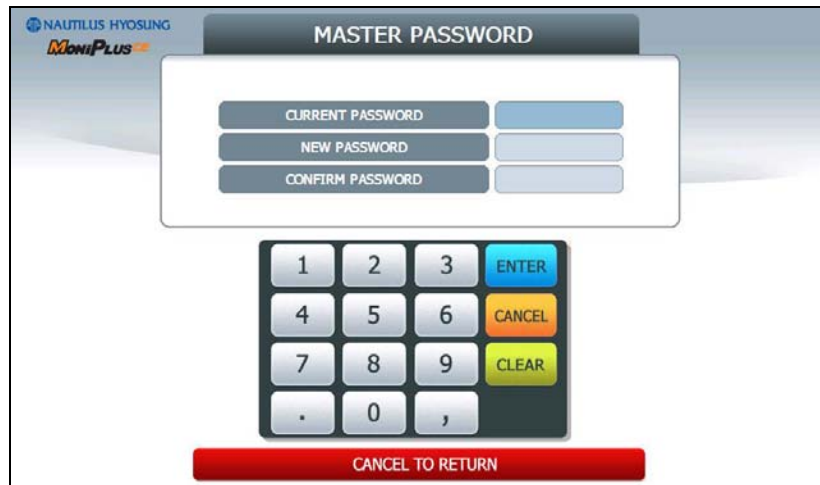 NAUTILUS HYOSUNG
MONiPLUS CE
MASTER PASSWORD
CURRENT PASSWORD
NEW PASSWORD
CONFIRM PASSWORD
1 2 3 ENTER
4 5 6 CANCEL
7 8 9 CLEAR
. 0 ,
CANCEL TO RETURN